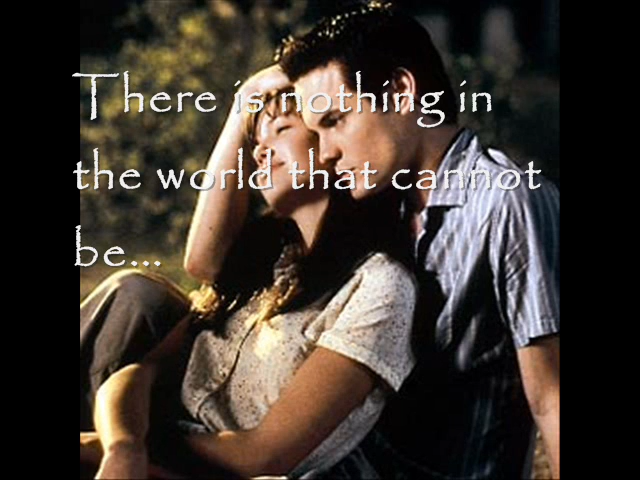 There is nothing in
the world that cannot
be...